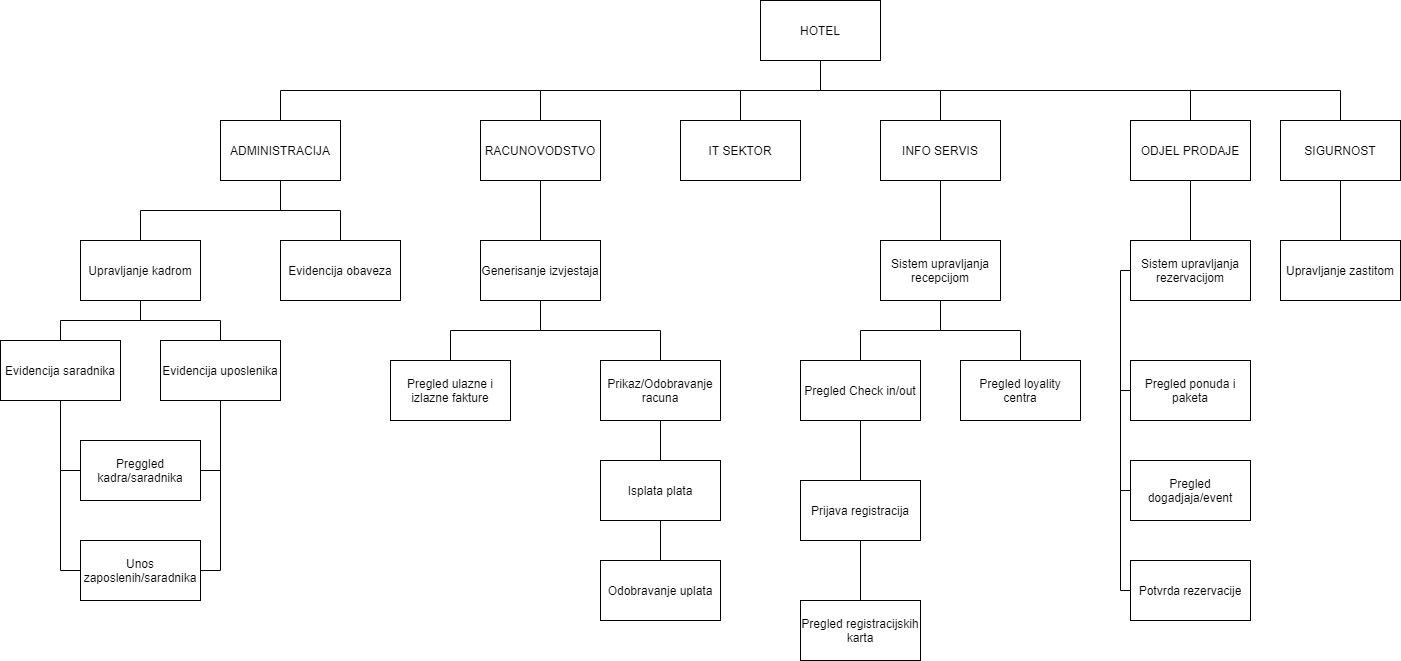 HOTEL
ADMINISTRACIJA
RACUNOVODSTVO
IT SEKTOR
INFO SERVIS
ODJEL PRODAJE
SIGURNOST
Upravljanje kadrom
Evidencija obaveza
Generisanje izvjestaja
Sistem upravljanja
recepcijom
Sistem upravljanja
rezervacijom
Upravljanje zastitom
Evidencija saradnika
Evidencija uposlenika
Pregled ulazne i
izlazne fakture
Prikaz/Odobravanje
racuna
Pregled Check in/out
Pregled loyality
centra
Pregled ponuda i
paketa
Preggled
kadra/saradnika
Isplata plata
Prijava registracija
Pregled
dogadjaja/event
Unos
zaposlenih/saradnika
Odobravanje uplata
Pregled registracijskih
karta
Potvrda rezervacije